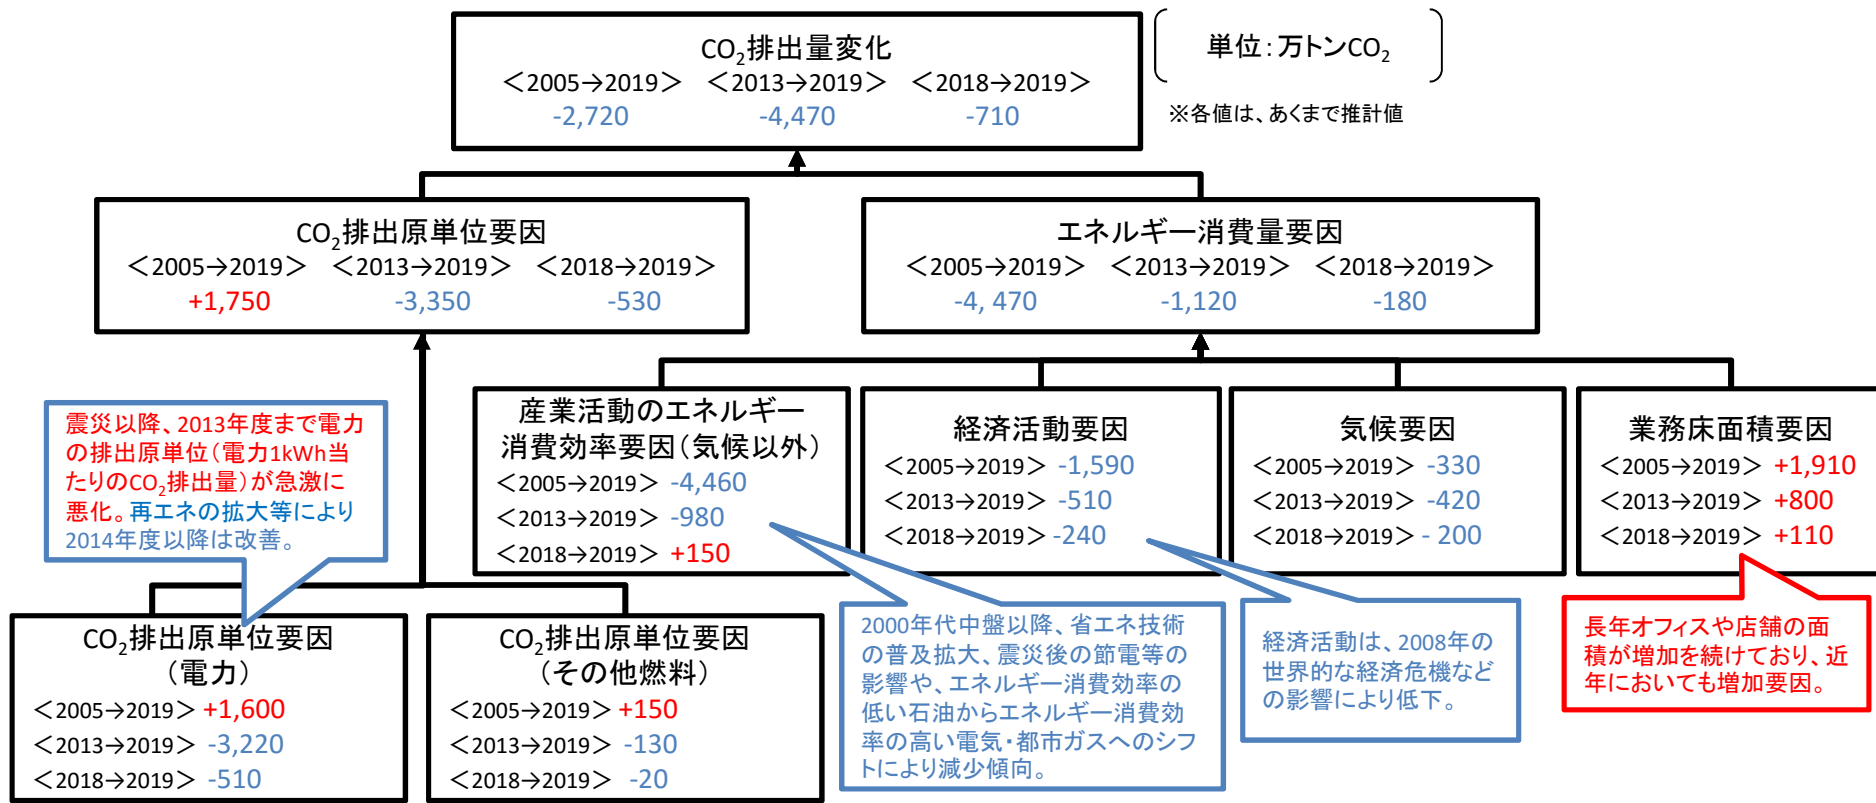 CO₂排出量変化
＜2005→2019＞ ＜2013→2019＞ ＜2018→2019＞
-2,720 -4,470 -710
単位：万トンCO₂
※各値は、あくまで推計値
CO₂排出原単位要因
＜2005→2019＞ ＜2013→2019＞ ＜2018→2019＞
+1,750 -3,350 -530
エネルギー消費量要因
＜2005→2019＞ ＜2013→2019＞ ＜2018→2019＞
-4, 470 -1,120 -180
震災以降、2013年度まで電力
の排出原単位（電力1kWh当
たりのCO₂排出量）が急激に
悪化。再エネの拡大等により
2014年度以降は改善。
産業活動のエネルギー
消費効率要因（気候以外）
＜2005→2019＞ -4,460
＜2013→2019＞ -980
＜2018→2019＞ +150
経済活動要因
＜2005→2019＞ -1,590
＜2013→2019＞ -510
＜2018→2019＞ -240
気候要因
＜2005→2019＞ -330
＜2013→2019＞ -420
＜2018→2019＞ - 200
業務床面積要因
＜2005→2019＞ +1,910
＜2013→2019＞ +800
＜2018→2019＞ +110
CO₂排出原単位要因
（電力）
＜2005→2019＞ +1,600
＜2013→2019＞ -3,220
＜2018→2019＞ -510
CO₂排出原単位要因
（その他燃料）
＜2005→2019＞ +150
＜2013→2019＞ -130
＜2018→2019＞ -20
2000年代中盤以降、省エネ技術
の普及拡大、震災後の節電等の
影響や、エネルギー消費効率の
低い石油からエネルギー消費効
率の高い電気・都市ガスへのシフ
トにより減少傾向。
経済活動は、2008年の
世界的な経済危機など
の影響により低下。
長年オフィスや店舗の面
積が増加を続けており、近
年においても増加要因。